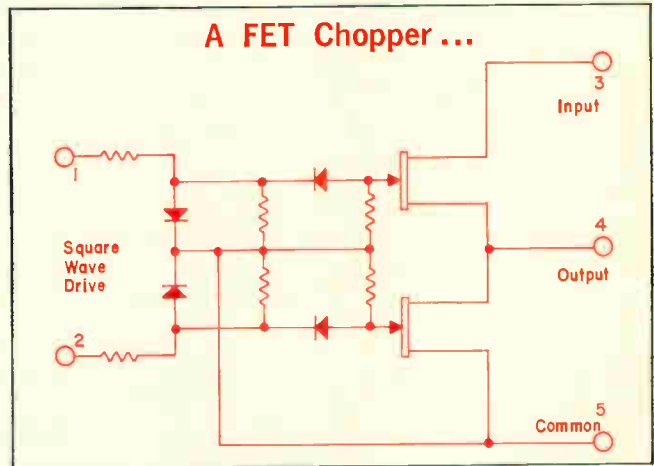 A FET Chopper...
3
Input
1
Square
Wave
Drive
4
Output
2
5
Common